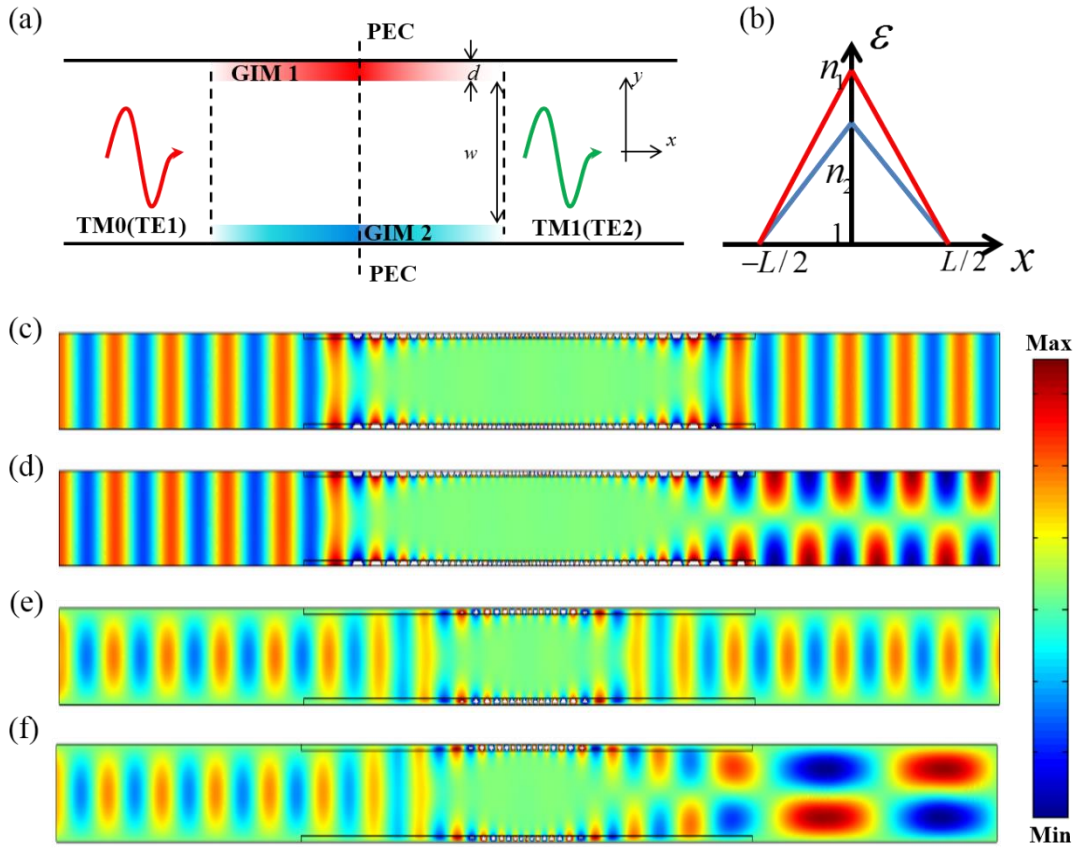 (a)
PEC
GIM 1
d
y
x
w
TM0(TE1)
GIM 2
TM1(TE2)
PEC
(b)
ε
n1
n2
1
−L/2
L/2
x
(c)
Max
(d)
(e)
(f)
Min